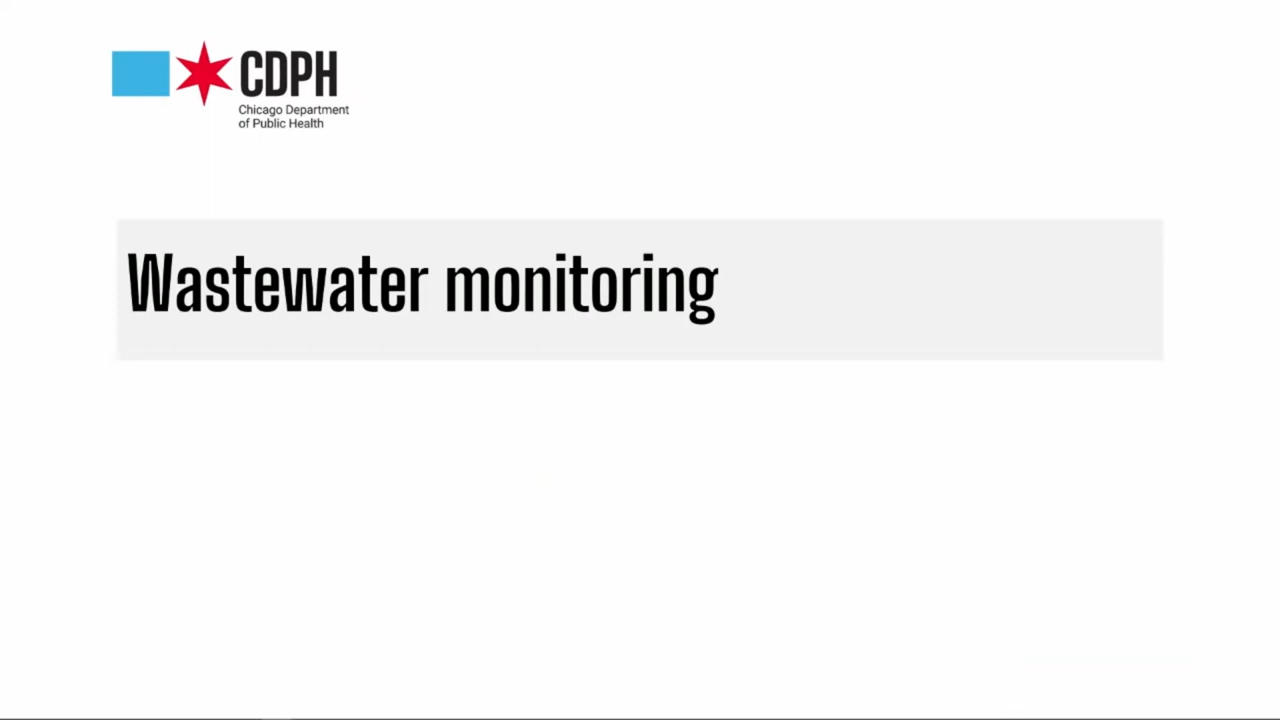 CDPH
Chicago Department
of Public Health
Wastewater monitoring